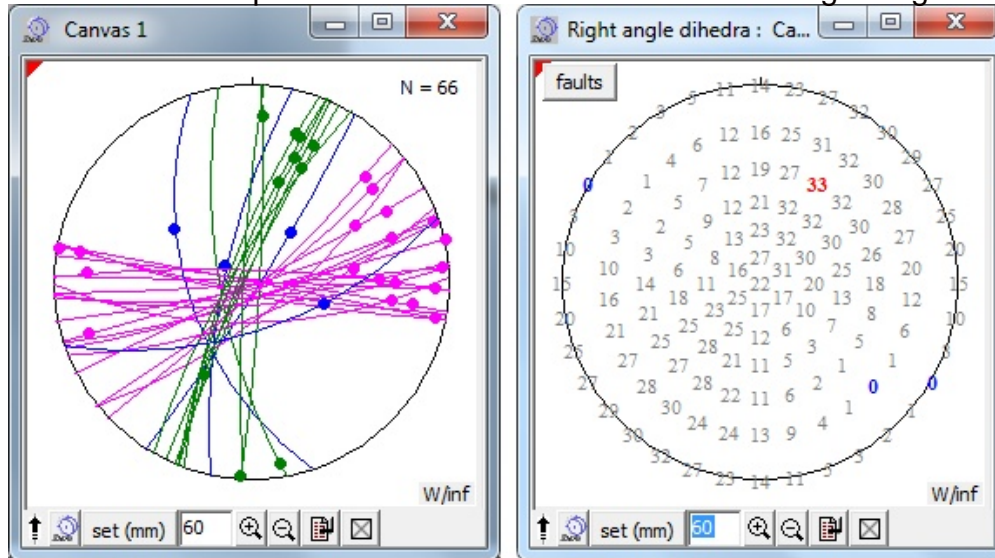 Canvas 1
N = 66
W/inf
set (mm) 60
Right angle dihedra : Ca...
faults
5 11 14 23 27
3 32
2 6 12 16 25 30
31
1 4 12 19 27 32 29
0 1 7 33 30 27
3 2 5 12 21 32 28 25
2 9 23 32 30
10 3 3 5 13 32 30 27 20
8 27 30 26
15 10 6 16 31 25 20 15
14 11 22 20 18
20 16 18 25 17 13 12 10
21 23 10 8
25 21 25 25 12 6 7 6 3
25 28 3 5
27 27 21 11 5 1 1
28 28 2 0 0
29 30 22 11 6 1 1
30 24 24 13 9 4 2
32 3
27 23 14 11 5
W/inf
set (mm) 60